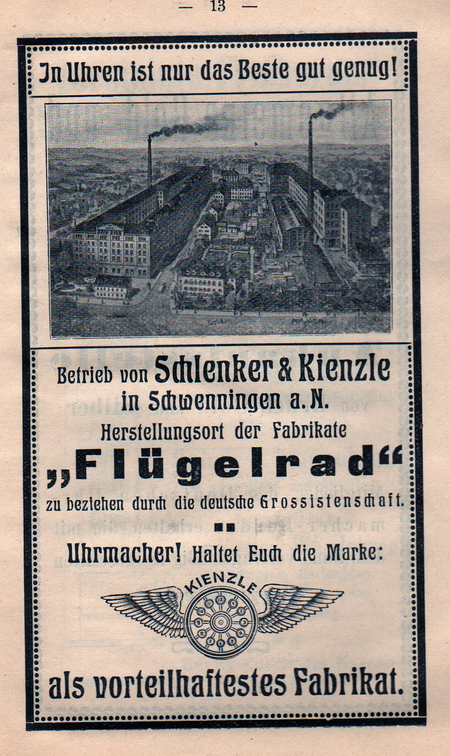 — 13 —
In Uhren ist nur das Beste gut genug!
Betrieb von Schlenker & Kienzle
in Schwenningen a. N.
Herstellungsort der Fabrikate
„Flügelrad“
zu beziehen durch die deutsche Grossistenschaft.
Uhrmacher! Haltet Euch die Marke:
KIENZLE
als vorteilhaftestes Fabrikat.